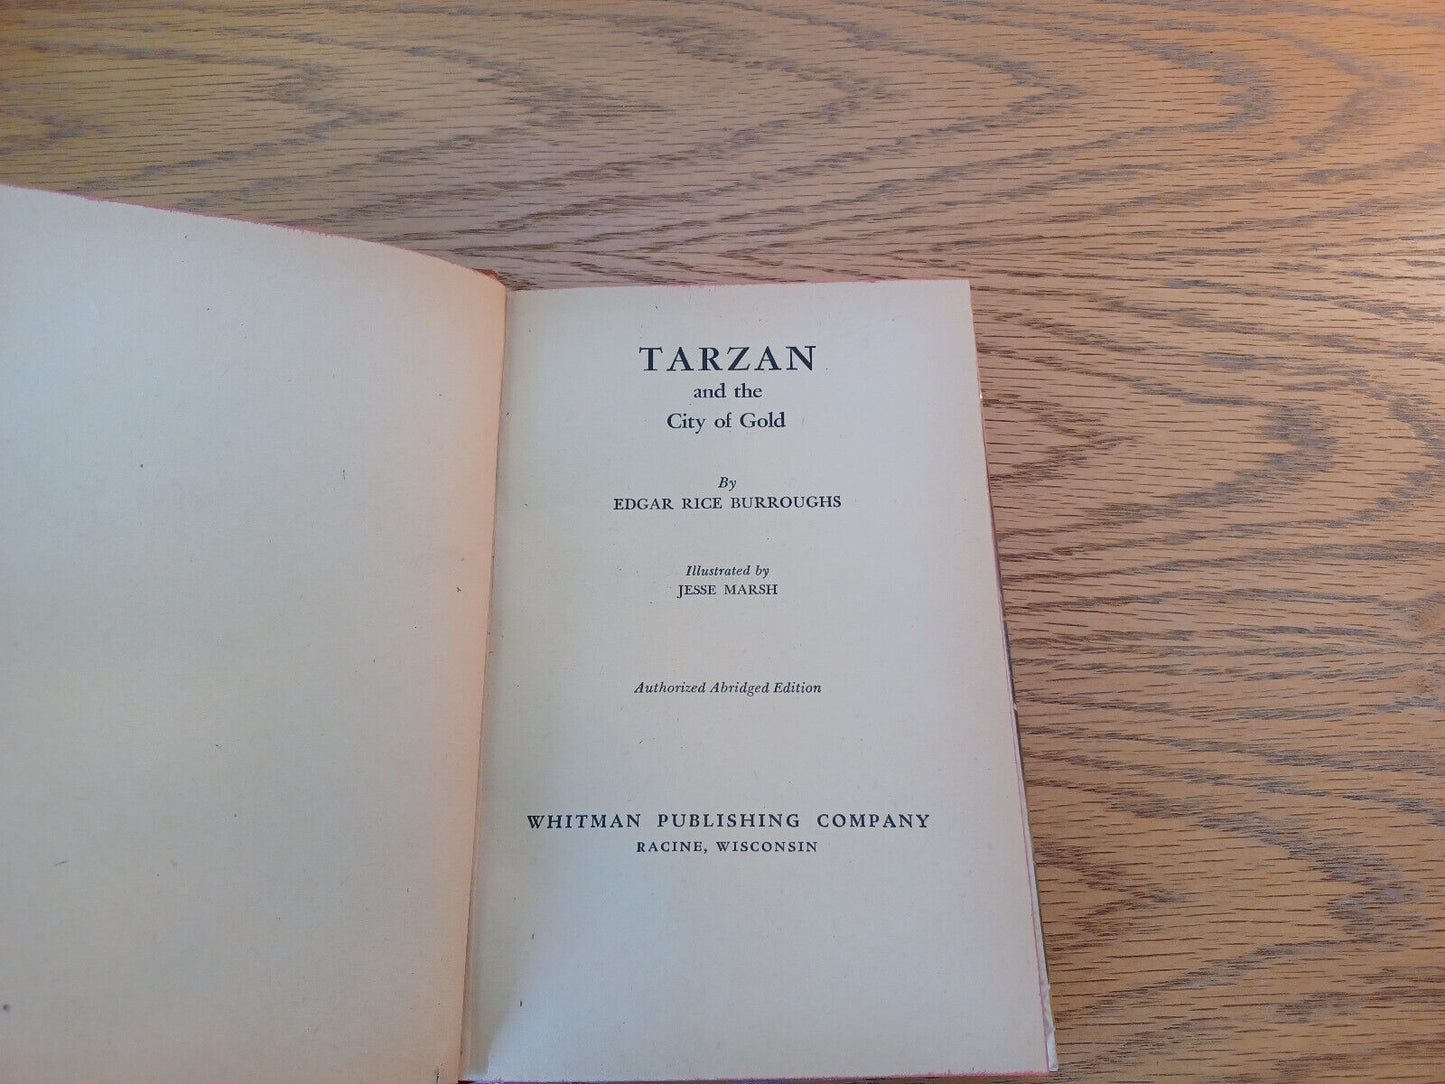 TARZAN
and the
City of Gold
By
EDGAR RICE BURROUGHS
Illustrated by
JESSE MARSH
Authorized Abridged Edition
WHITMAN PUBLISHING COMPANY
RACINE, WISCONSIN